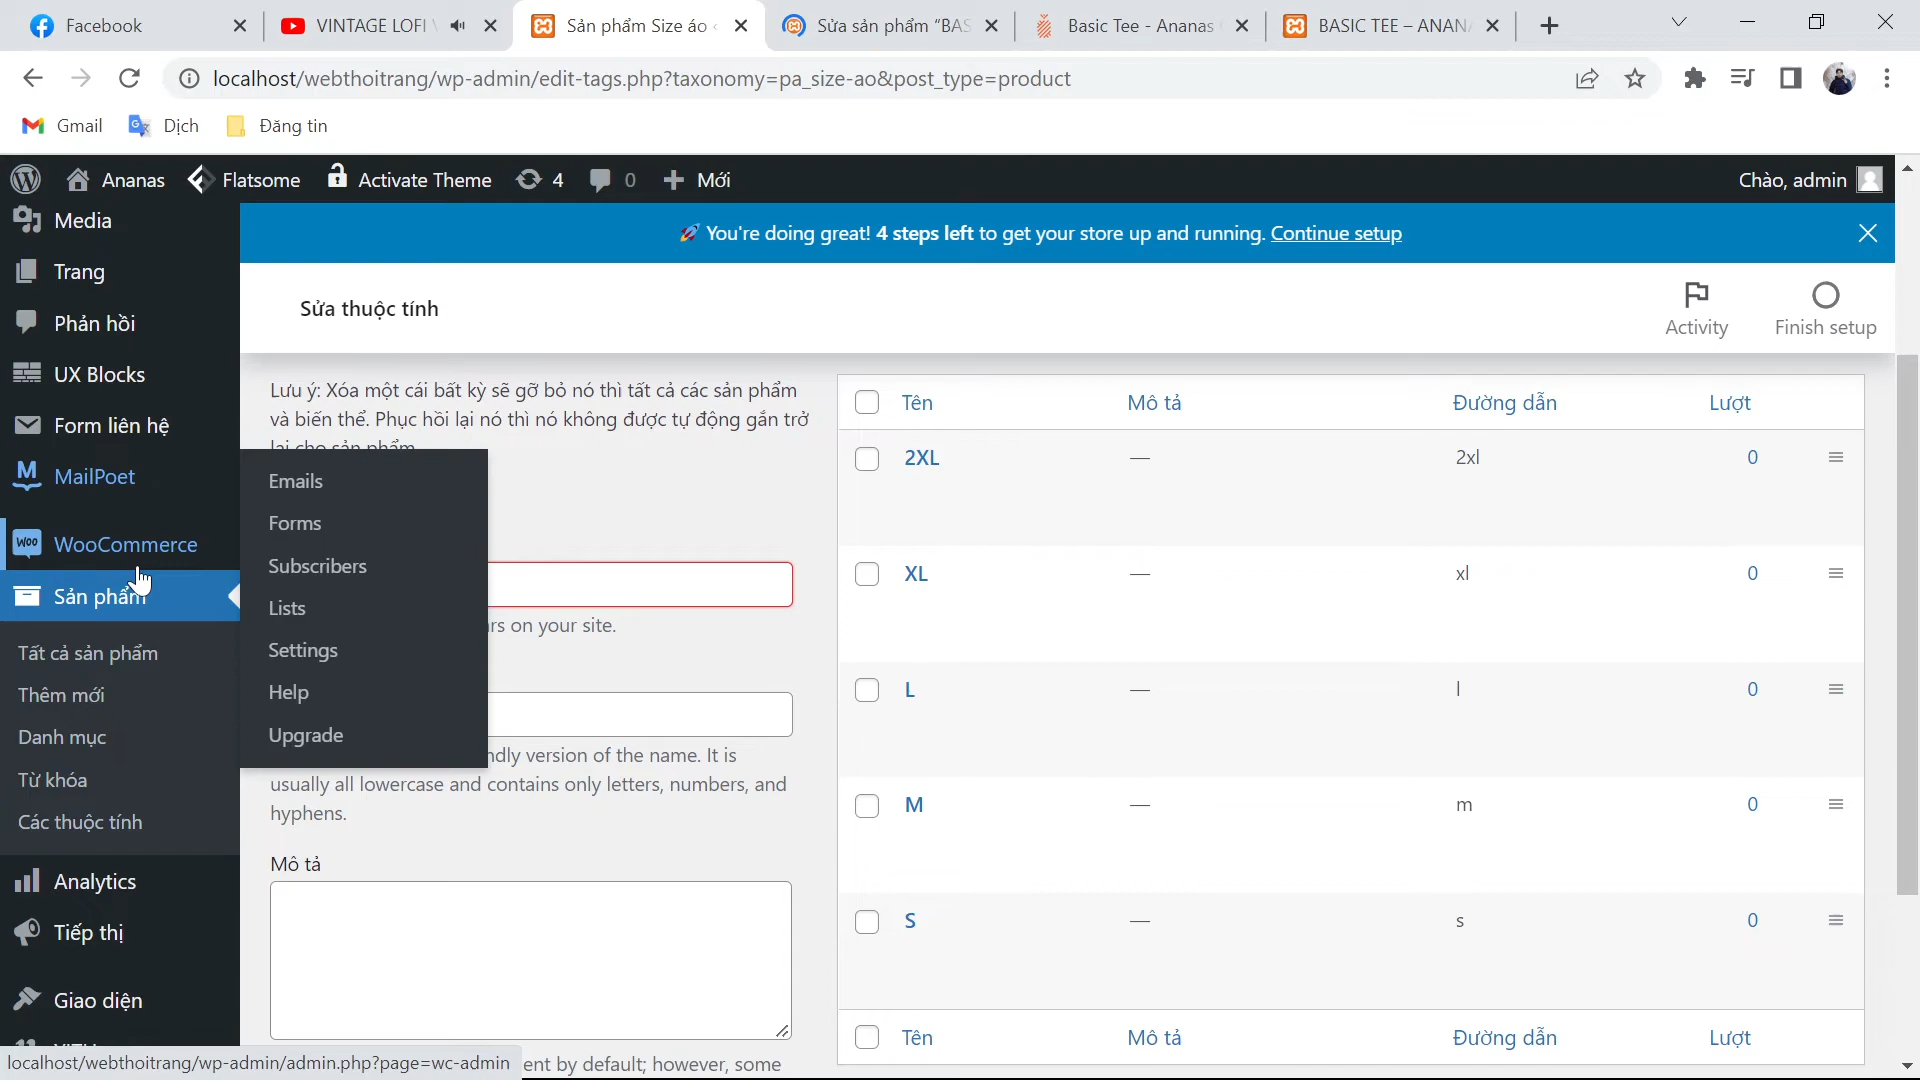 Facebook
VINTAGE LOFI
Sản phẩm Size áo
Sửa sản phẩm “BAS
Basic Tee - Ananas
BASIC TEE – ANAN
localhost/webthoitrang/wp-admin/edit-tags.php?taxonomy=pa_size-ao&post_type=product
Gmail
Dịch
Đăng tin
Ananas
Flatsome
Activate Theme
4
0
Mới
Chào, admin
Media
Trang
Phản hồi
UX Blocks
Form liên hệ
MailPoet
WooCommerce
Sản phẩm
Tất cả sản phẩm
Thêm mới
Danh mục
Từ khóa
Các thuộc tính
Analytics
Tiếp thị
Giao diện
Emails
Forms
Subscribers
Lists
Settings
Help
Upgrade
🚀 You're doing great! 4 steps left to get your store up and running. Continue setup
Sửa thuộc tính
Activity
Finish setup
Lưu ý: Xóa một cái bất kỳ sẽ gỡ bỏ nó thì tất cả các sản phẩm
và biến thể. Phục hồi lại nó thì nó không được tự động gắn trở
lại cho sản phẩm.
rs on your site.
dly version of the name. It is
usually all lowercase and contains only letters, numbers, and
hyphens.
Mô tả
ent by default; however, some
Tên Mô tả Đường dẫn Lượt
2XL — 2xl 0
XL — xl 0
L — l 0
M — m 0
S — s 0
Tên Mô tả Đường dẫn Lượt
localhost/webthoitrang/wp-admin/admin.php?page=wc-admin